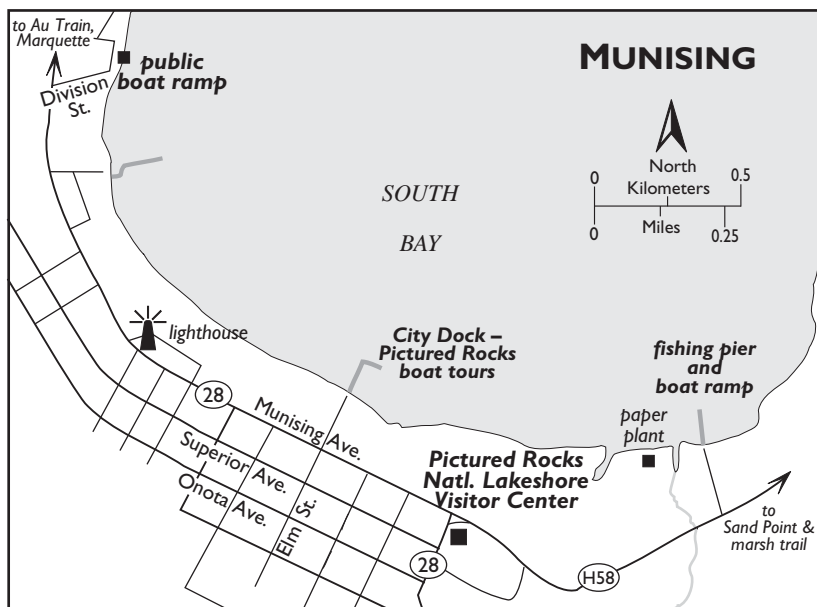 to Au Train,
Marquette
public
boat ramp
Division
St.
MUNISING
North
Kilometers
0
0.5
Miles
0
0.25
SOUTH
BAY
lighthouse
City Dock –
Pictured Rocks
boat tours
fishing pier
and
boat ramp
paper
plant
28
Munising Ave.
Superior Ave.
Onota Ave.
Elm St.
Pictured Rocks
Natl. Lakeshore
Visitor Center
28
H58
to
Sand Point &
marsh trail